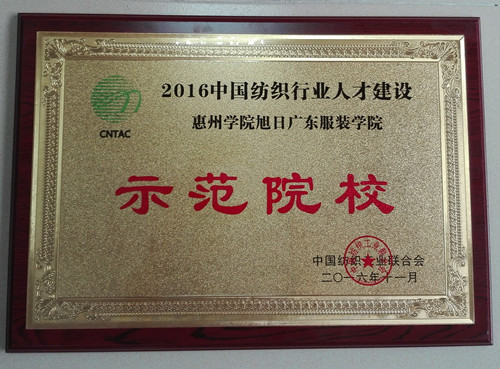 2016中国纺织行业人才建设
CNTAC
惠州学院旭日广东服装学院
示范院校
中国纺织工业联合会
二〇一六年十一月